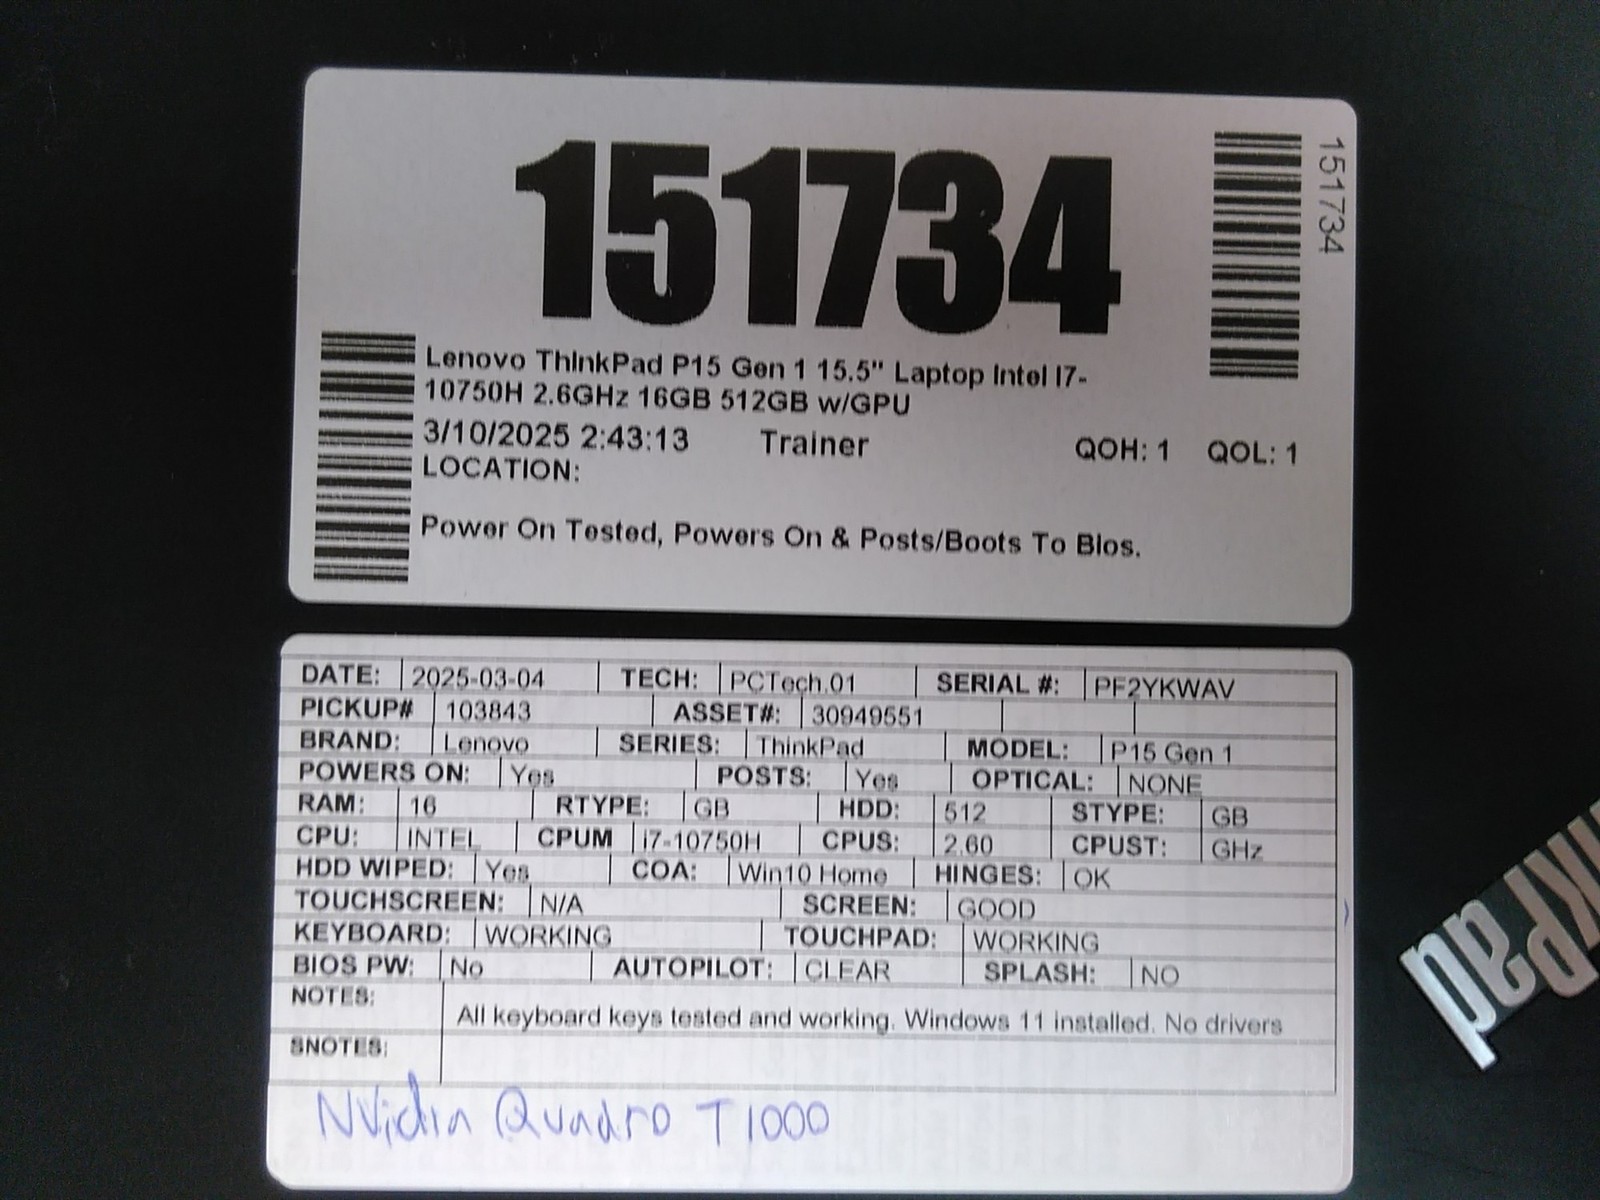 151734
151734
Lenovo ThinkPad P15 Gen 1 15.5" Laptop Intel I7-
10750H 2.6GHz 16GB 512GB w/GPU
3/10/2025 2:43:13 Trainer QOH: 1 QOL: 1
LOCATION:
Power On Tested, Powers On & Posts/Boots To Bios.
DATE: 2025-03-04 TECH: PCTech.01 SERIAL #: PF2YKWAV
PICKUP# 103843 ASSET#: 30949551
BRAND: Lenovo SERIES: ThinkPad MODEL: P15 Gen 1
POWERS ON: Yes POSTS: Yes OPTICAL: NONE
RAM: 16 RTYPE: GB HDD: 512 STYPE: GB
CPU: INTEL CPUM i7-10750H CPUS: 2.60 CPUST: GHz
HDD WIPED: Yes COA: Win10 Home HINGES: OK
TOUCHSCREEN: N/A SCREEN: GOOD
KEYBOARD: WORKING TOUCHPAD: WORKING
BIOS PW: No AUTOPILOT: CLEAR SPLASH: NO
NOTES: All keyboard keys tested and working. Windows 11 installed. No drivers
SNOTES:
NVidia Quadro T1000
nkPad